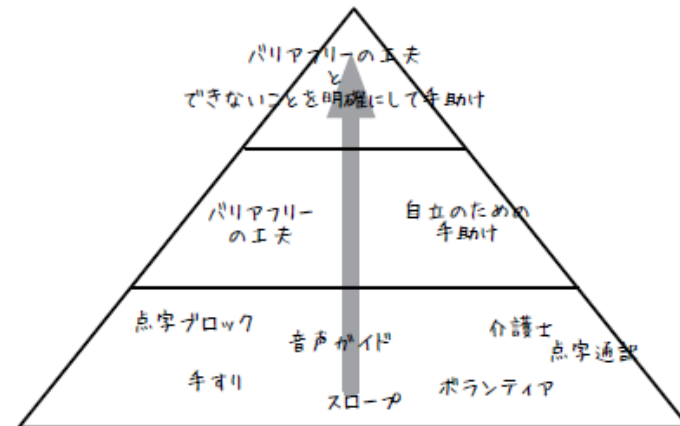 バリアフリーの工夫
と
できないことを明確にして手助け
バリアフリー
の工夫
自立のための
手助け
点字ブロック
音声ガイド
介護士
点字通訳
手すり
スロープ
ボランティア